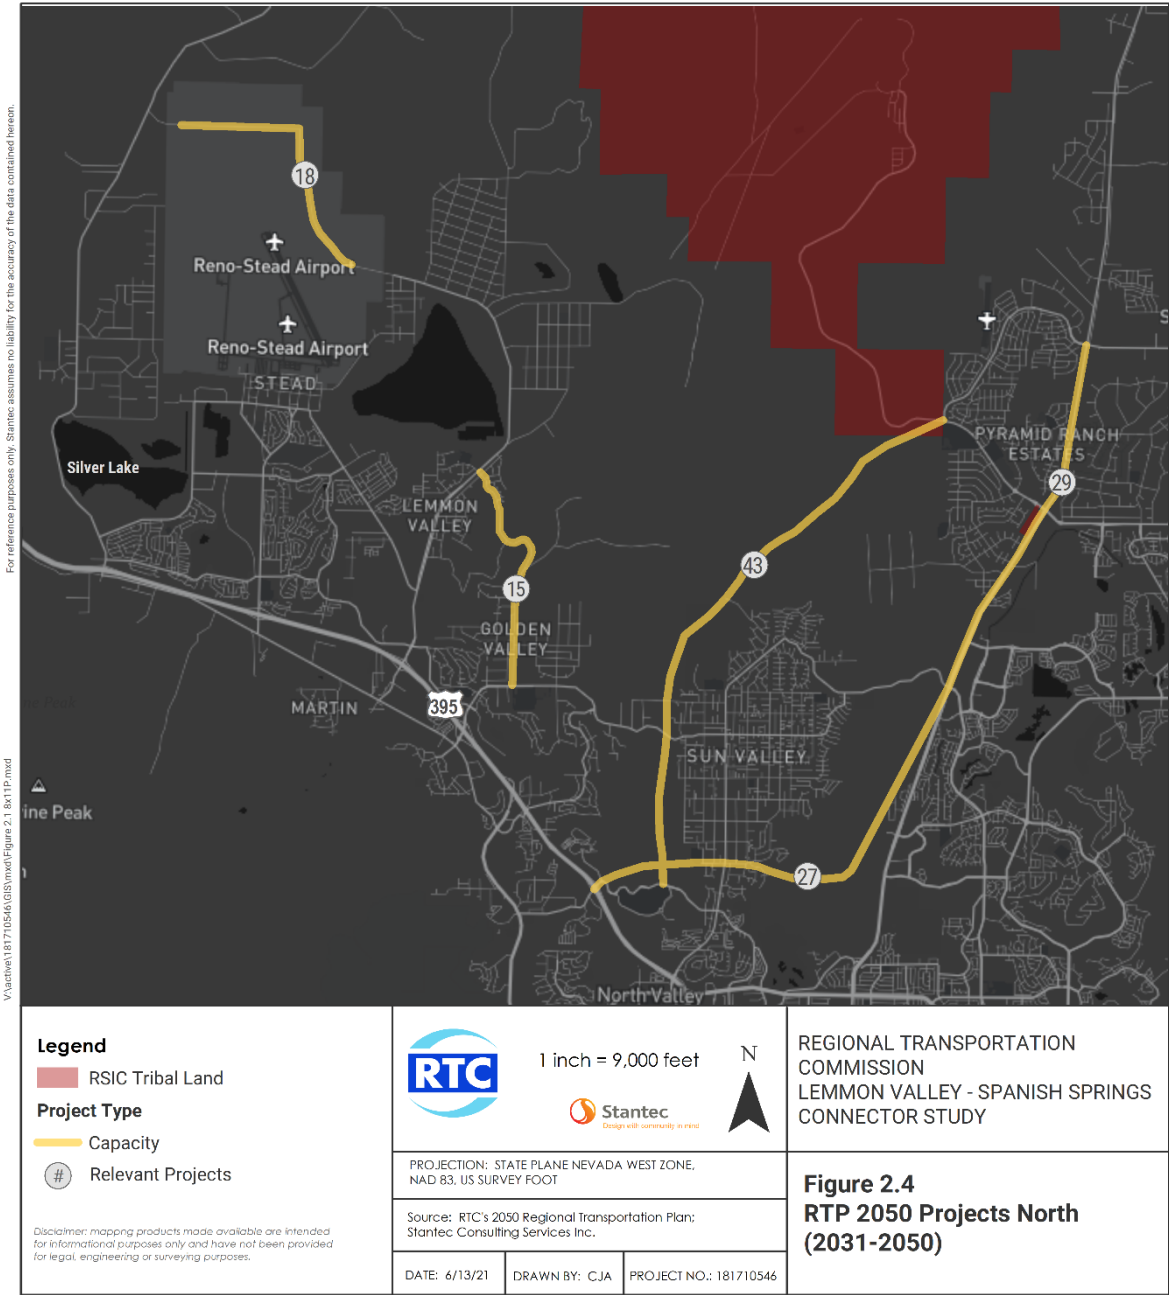 For reference purposes only. Stantec assumes no liability for the accuracy of the data contained hereon.
V:\active\181710546\GIS\mxd\Figure 2.1 8x11P.mxd
18
Reno-Stead Airport
Reno-Stead Airport
STEAD
Silver Lake
LEMMON
VALLEY
PYRAMID RANCH
ESTATES
29
43
15
GOLDEN
VALLEY
MARTIN
395
SUN VALLEY
ine Peak
27
North Valley
Legend
RSIC Tribal Land
Project Type
Capacity
# Relevant Projects
Disclaimer: mappng products made available are intended
for informational purposes only and have not been provided
for legal, engineering or surveying purposes.
RTC
1 inch = 9,000 feet
N
Stantec
Design with community in mind
PROJECTION: STATE PLANE NEVADA WEST ZONE,
NAD 83, US SURVEY FOOT
Source: RTC's 2050 Regional Transportation Plan;
Stantec Consulting Services Inc.
DATE: 6/13/21
DRAWN BY: CJA
PROJECT NO.: 181710546
REGIONAL TRANSPORTATION
COMMISSION
LEMMON VALLEY - SPANISH SPRINGS
CONNECTOR STUDY
Figure 2.4
RTP 2050 Projects North
(2031-2050)